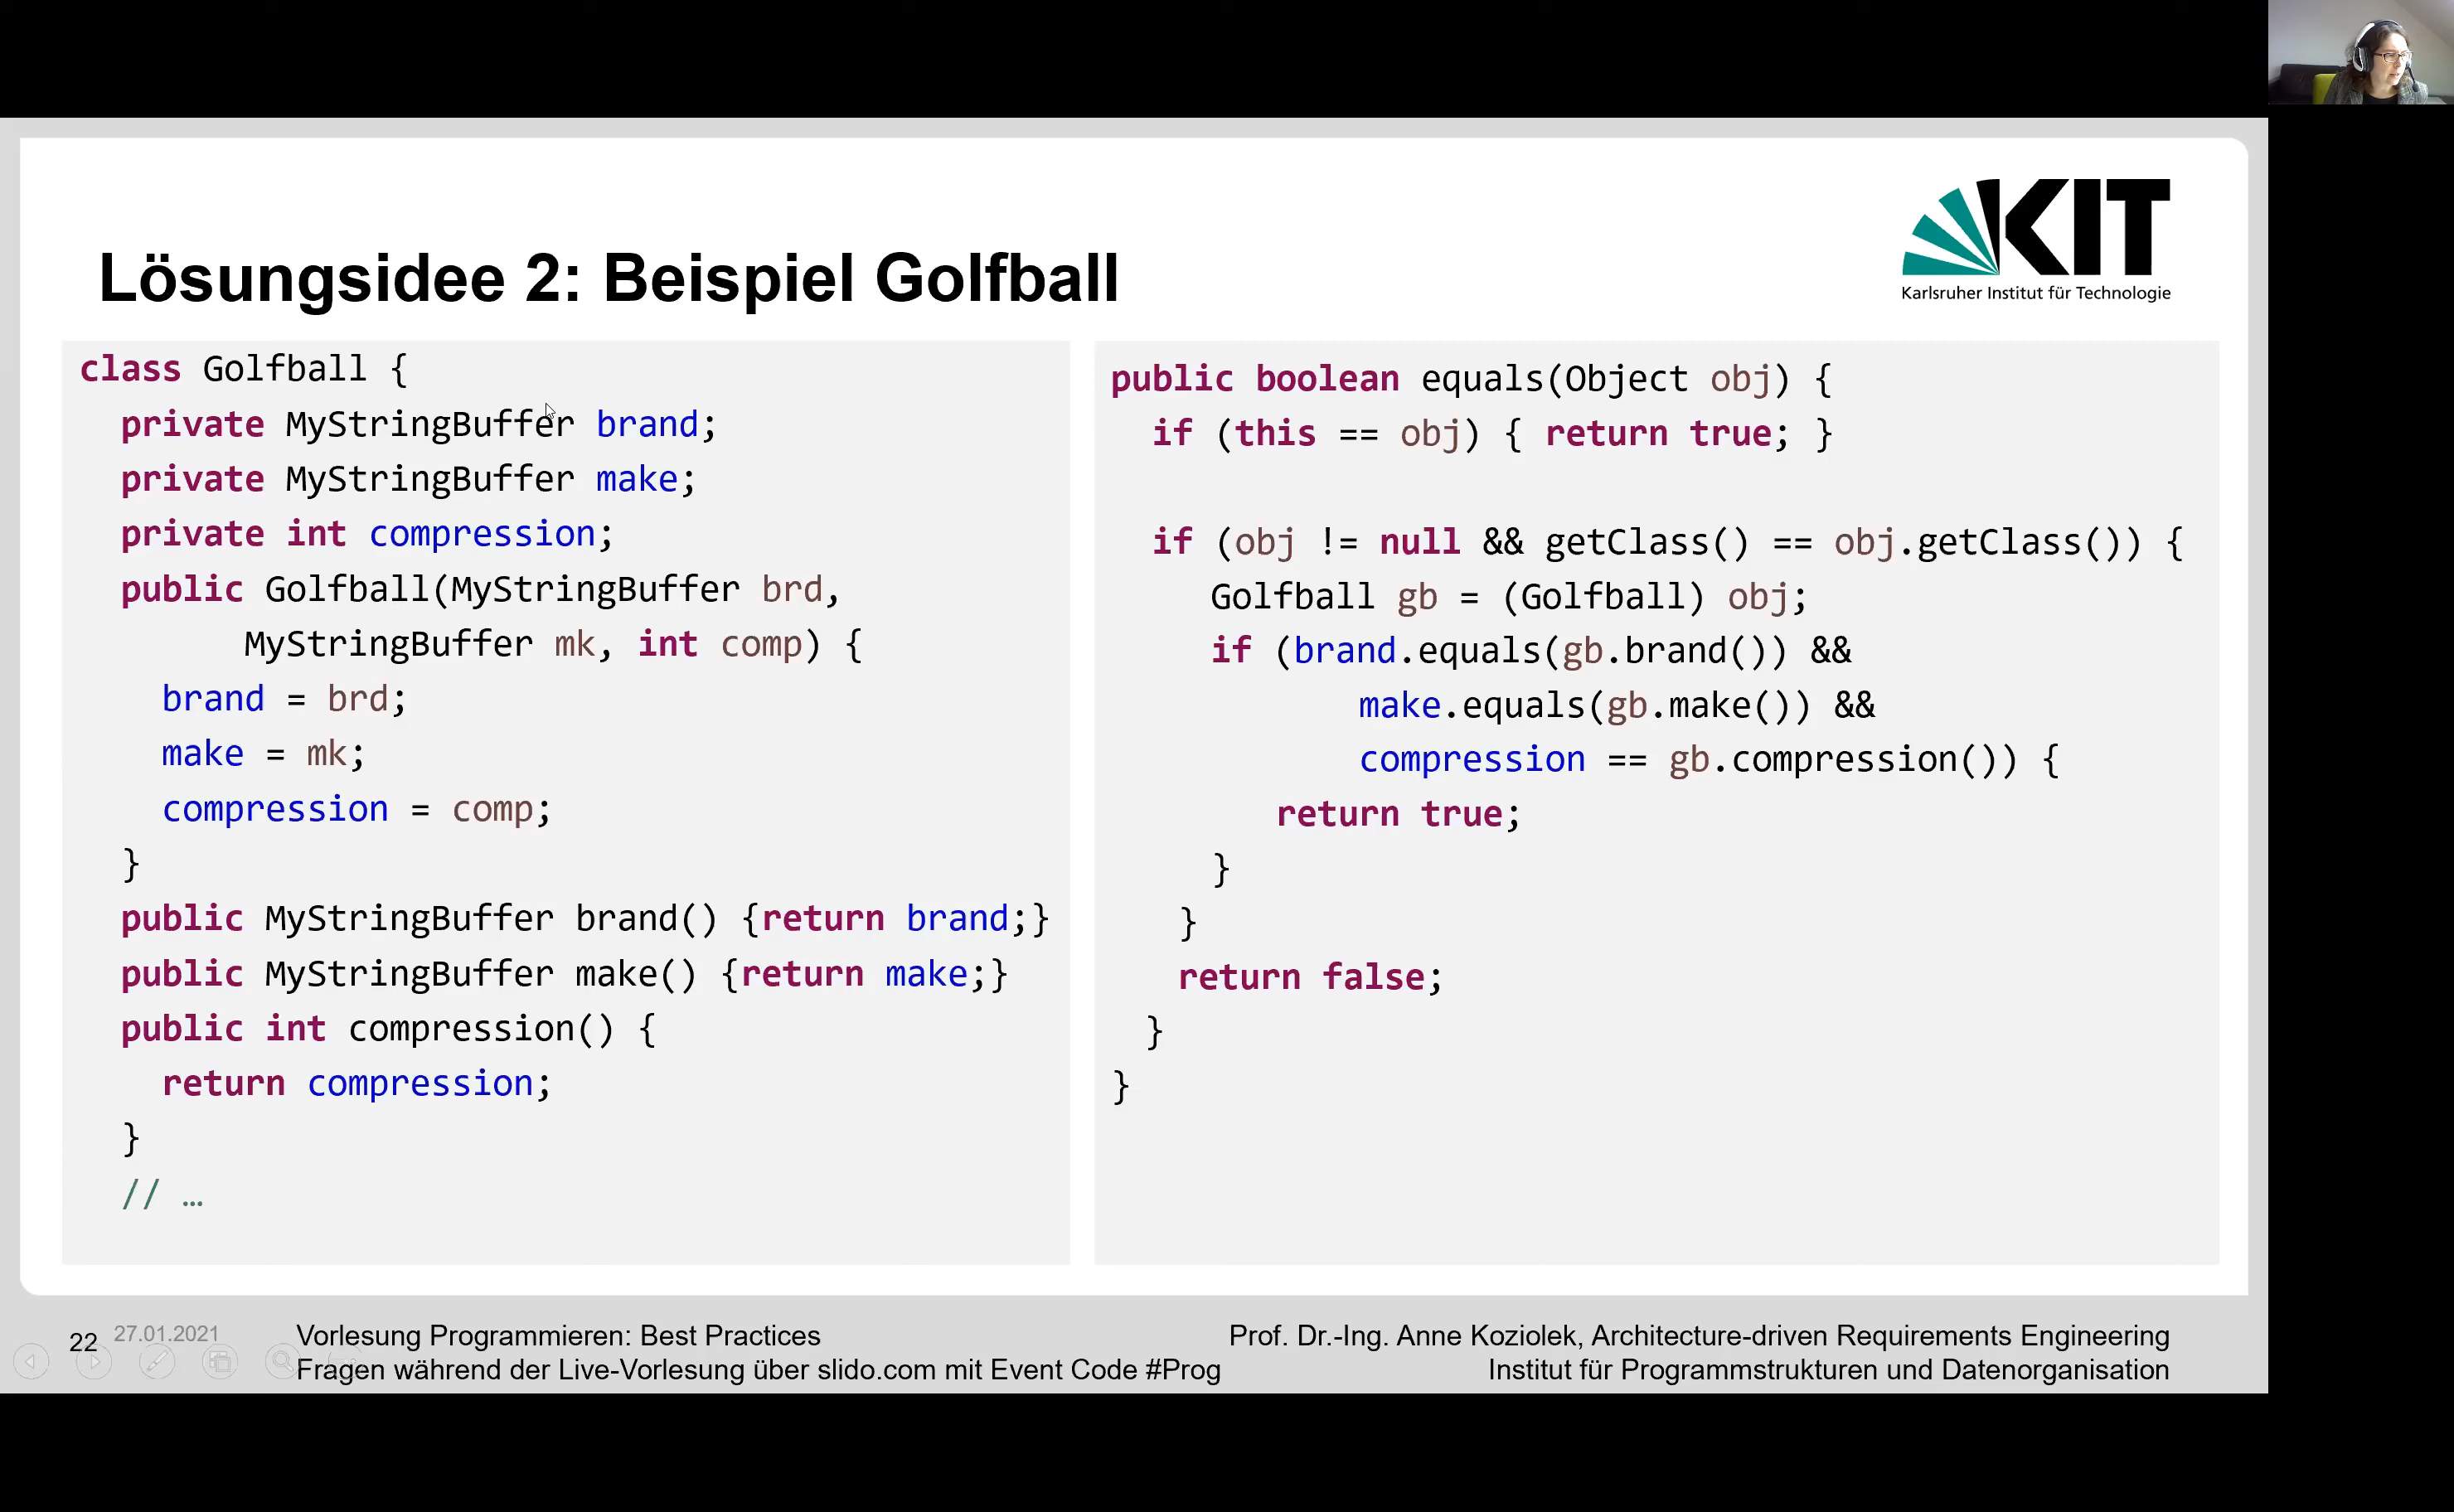 KIT
Karlsruher Institut für Technologie
Lösungsidee 2: Beispiel Golfball
class Golfball {
private MyStringBuffer brand;
private MyStringBuffer make;
private int compression;
public Golfball(MyStringBuffer brd,
MyStringBuffer mk, int comp) {
brand = brd;
make = mk;
compression = comp;
}
public MyStringBuffer brand() {return brand;}
public MyStringBuffer make() {return make;}
public int compression() {
return compression;
}
// …
public boolean equals(Object obj) {
if (this == obj) { return true; }
if (obj != null && getClass() == obj.getClass()) {
Golfball gb = (Golfball) obj;
if (brand.equals(gb.brand()) &&
make.equals(gb.make()) &&
compression == gb.compression()) {
return true;
}
}
return false;
}
}
22 27.01.2021
Vorlesung Programmieren: Best Practices
Fragen während der Live-Vorlesung über slido.com mit Event Code #Prog
Prof. Dr.-Ing. Anne Koziolek, Architecture-driven Requirements Engineering
Institut für Programmstrukturen und Datenorganisation